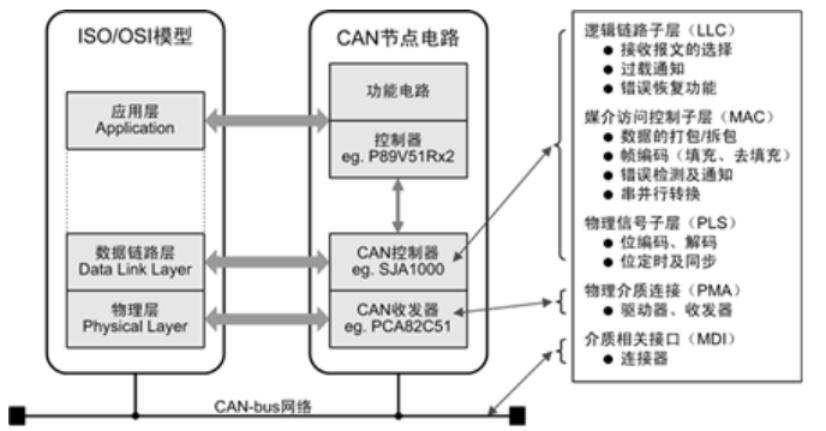 ISO/OSI模型
应用层
Application
数据链路层
Data Link Layer
物理层
Physical Layer
CAN节点电路
功能电路
控制器
eg. P89V51Rx2
CAN控制器
eg. SJA1000
CAN收发器
eg. PCA82C51
CAN-bus网络
逻辑链路子层（LLC）
● 接收报文的选择
● 过载通知
● 错误恢复功能
媒介访问控制子层（MAC）
● 数据的打包/拆包
● 帧编码（填充、去填充）
● 错误检测及通知
● 串并行转换
物理信号子层（PLS）
● 位编码、解码
● 位定时及同步
物理介质连接（PMA）
● 驱动器、收发器
介质相关接口（MDI）
● 连接器